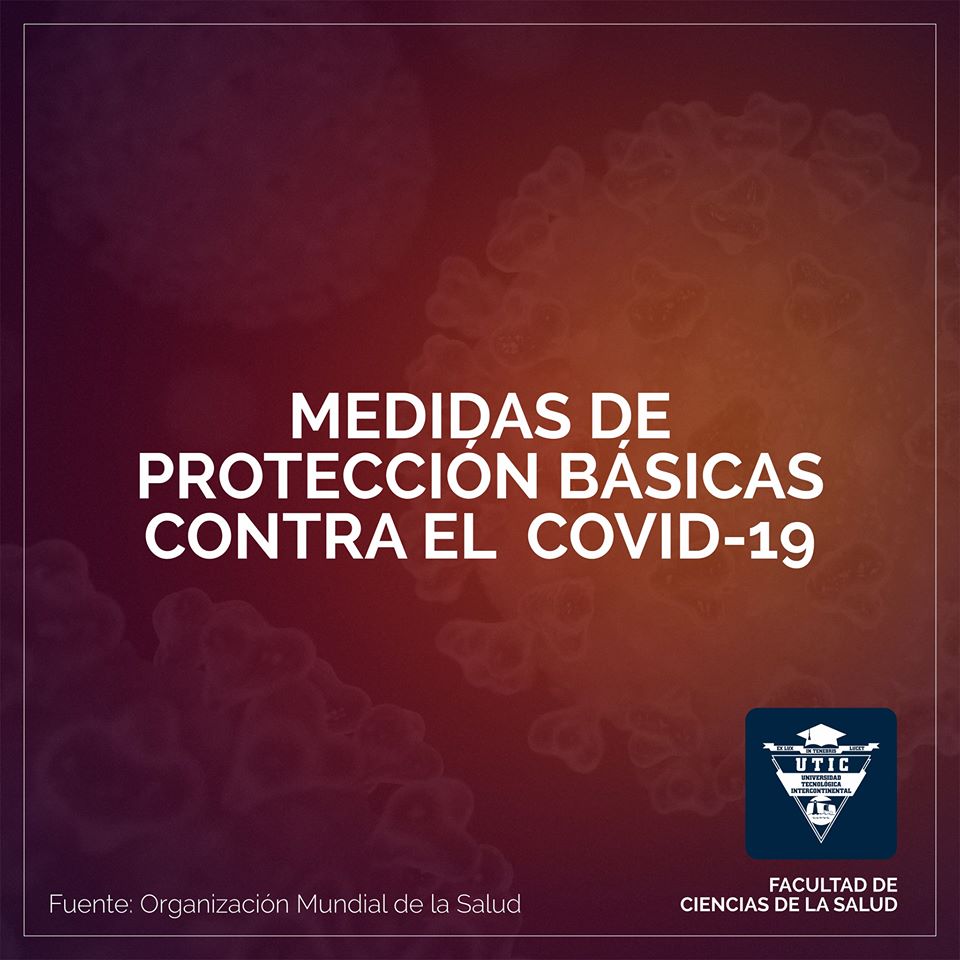 MEDIDAS DE
PROTECCIÓN BÁSICAS
CONTRA EL COVID-19
EX LUX IN TENEBRIS LUCET
UTIC
UNIVERSIDAD
TECNOLÓGICA
INTERCONTINENTAL
FACULTAD DE
CIENCIAS DE LA SALUD
Fuente: Organización Mundial de la Salud